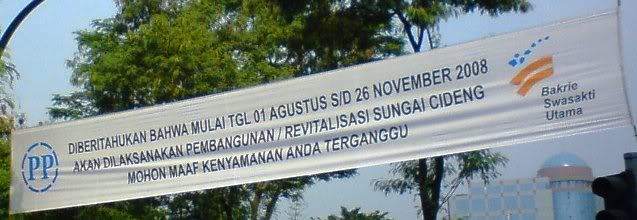 PP
DIBERITAHUKAN BAHWA MULAI TGL 01 AGUSTUS S/D 26 NOVEMBER 2008
AKAN DILAKSANAKAN PEMBANGUNAN / REVITALISASI SUNGAI CIDENG
MOHON MAAF KENYAMANAN ANDA TERGANGGU
Bakrie
Swasakti
Utama